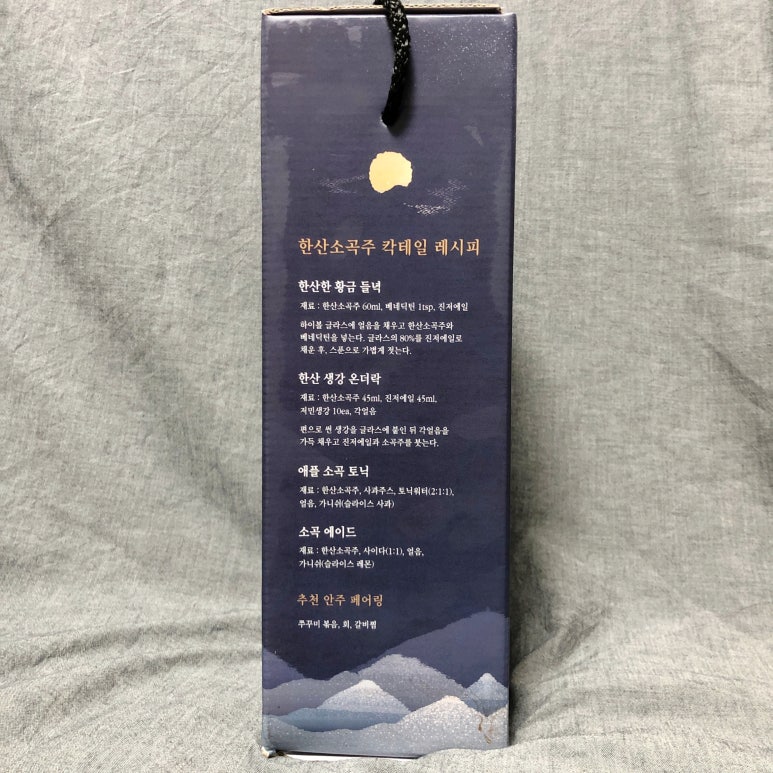 한산소곡주 칵테일 레시피
한산한 황금 들녘
재료 : 한산소곡주 60ml, 베네딕틴 1tsp, 진저에일
하이볼 글라스에 얼음을 채우고 한산소곡주와
베네딕틴을 넣는다. 글라스의 80%를 진저에일로
채운 후, 스푼으로 가볍게 젓는다.
한산 생강 온더락
재료 : 한산소곡주 45ml, 진저에일 45ml,
저민생강 10ea, 각얼음
편으로 썬 생강을 글라스에 붙인 뒤 각얼음을
가득 채우고 진저에일과 소곡주를 붓는다.
애플 소곡 토닉
재료 : 한산소곡주, 사과주스, 토닉워터(2:1:1),
얼음, 가니쉬(슬라이스 사과)
소곡 에이드
재료 : 한산소곡주, 사이다(1:1), 얼음,
가니쉬(슬라이스 레몬)
추천 안주 페어링
쭈꾸미 볶음, 회, 갈비찜